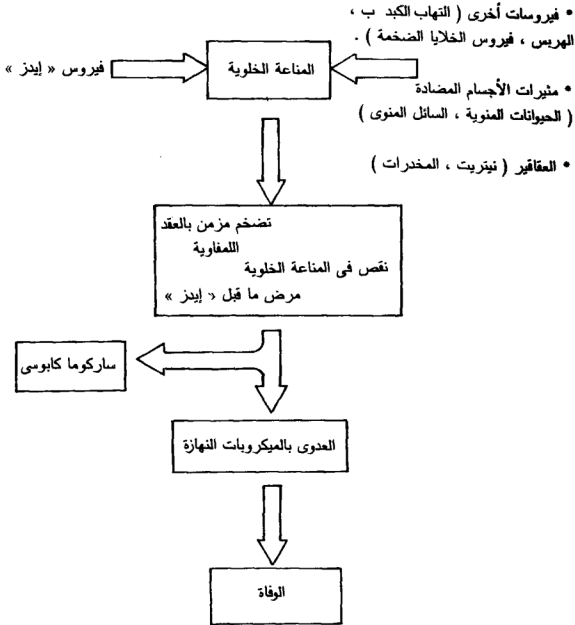 • فيروسات أخرى ( التهاب الكبد ب ،
الهربس ، فيروس الخلايا الضخمة ) .
المناعة الخلوية
فيروس « إيدز »
• مثيرات الأجسام المضادة
( الحيوانات المنوية ، السائل المنوى )
• العقاقير ( نيتريت ، المخدرات )
تضخم مزمن بالعقد
اللمفاوية
نقص فى المناعة الخلوية
مرض ما قبل « إيدز »
ساركوما كابوسى
العدوى بالميكروبات النهازة
الوفاة